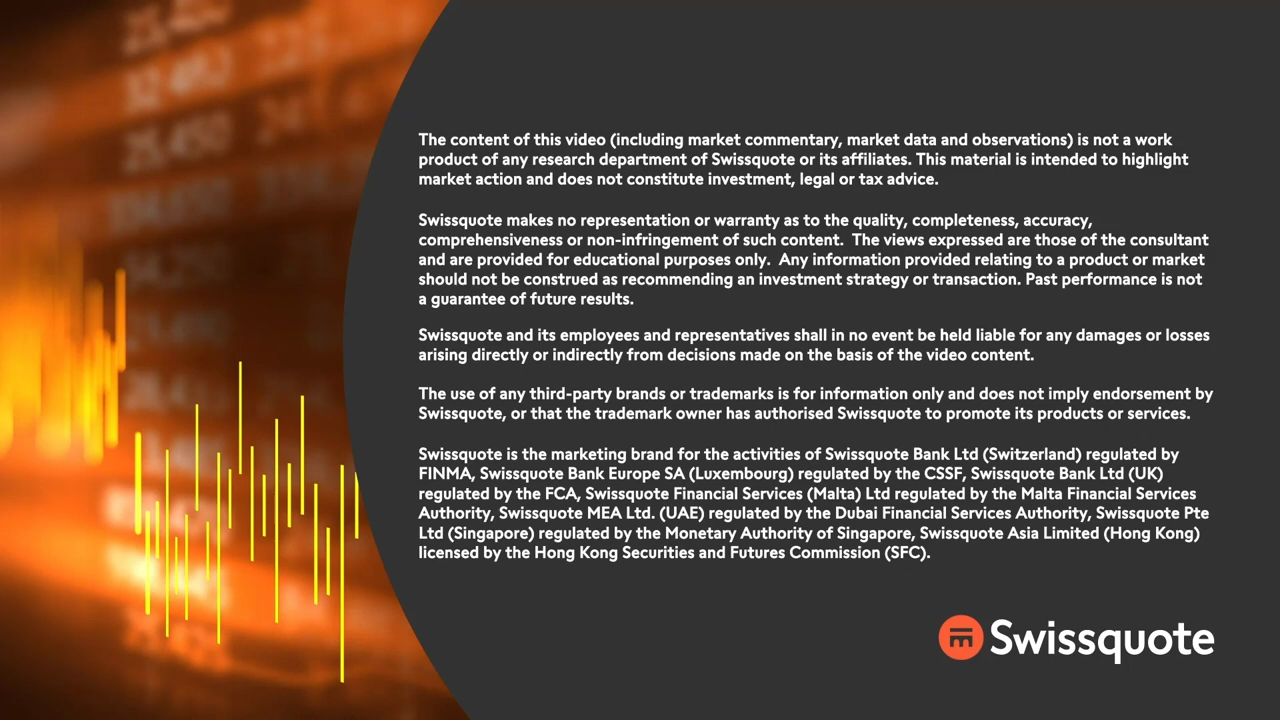 The content of this video (including market commentary, market data and observations) is not a work
product of any research department of Swissquote or its affiliates. This material is intended to highlight
market action and does not constitute investment, legal or tax advice.
Swissquote makes no representation or warranty as to the quality, completeness, accuracy,
comprehensiveness or non-infringement of such content. The views expressed are those of the consultant
and are provided for educational purposes only. Any information provided relating to a product or market
should not be construed as recommending an investment strategy or transaction. Past performance is not
a guarantee of future results.
Swissquote and its employees and representatives shall in no event be held liable for any damages or losses
arising directly or indirectly from decisions made on the basis of the video content.
The use of any third-party brands or trademarks is for information only and does not imply endorsement by
Swissquote, or that the trademark owner has authorised Swissquote to promote its products or services.
Swissquote is the marketing brand for the activities of Swissquote Bank Ltd (Switzerland) regulated by
FINMA, Swissquote Bank Europe SA (Luxembourg) regulated by the CSSF, Swissquote Bank Ltd (UK)
regulated by the FCA, Swissquote Financial Services (Malta) Ltd regulated by the Malta Financial Services
Authority, Swissquote MEA Ltd. (UAE) regulated by the Dubai Financial Services Authority, Swissquote Pte
Ltd (Singapore) regulated by the Monetary Authority of Singapore, Swissquote Asia Limited (Hong Kong)
licensed by the Hong Kong Securities and Futures Commission (SFC).
Swissquote